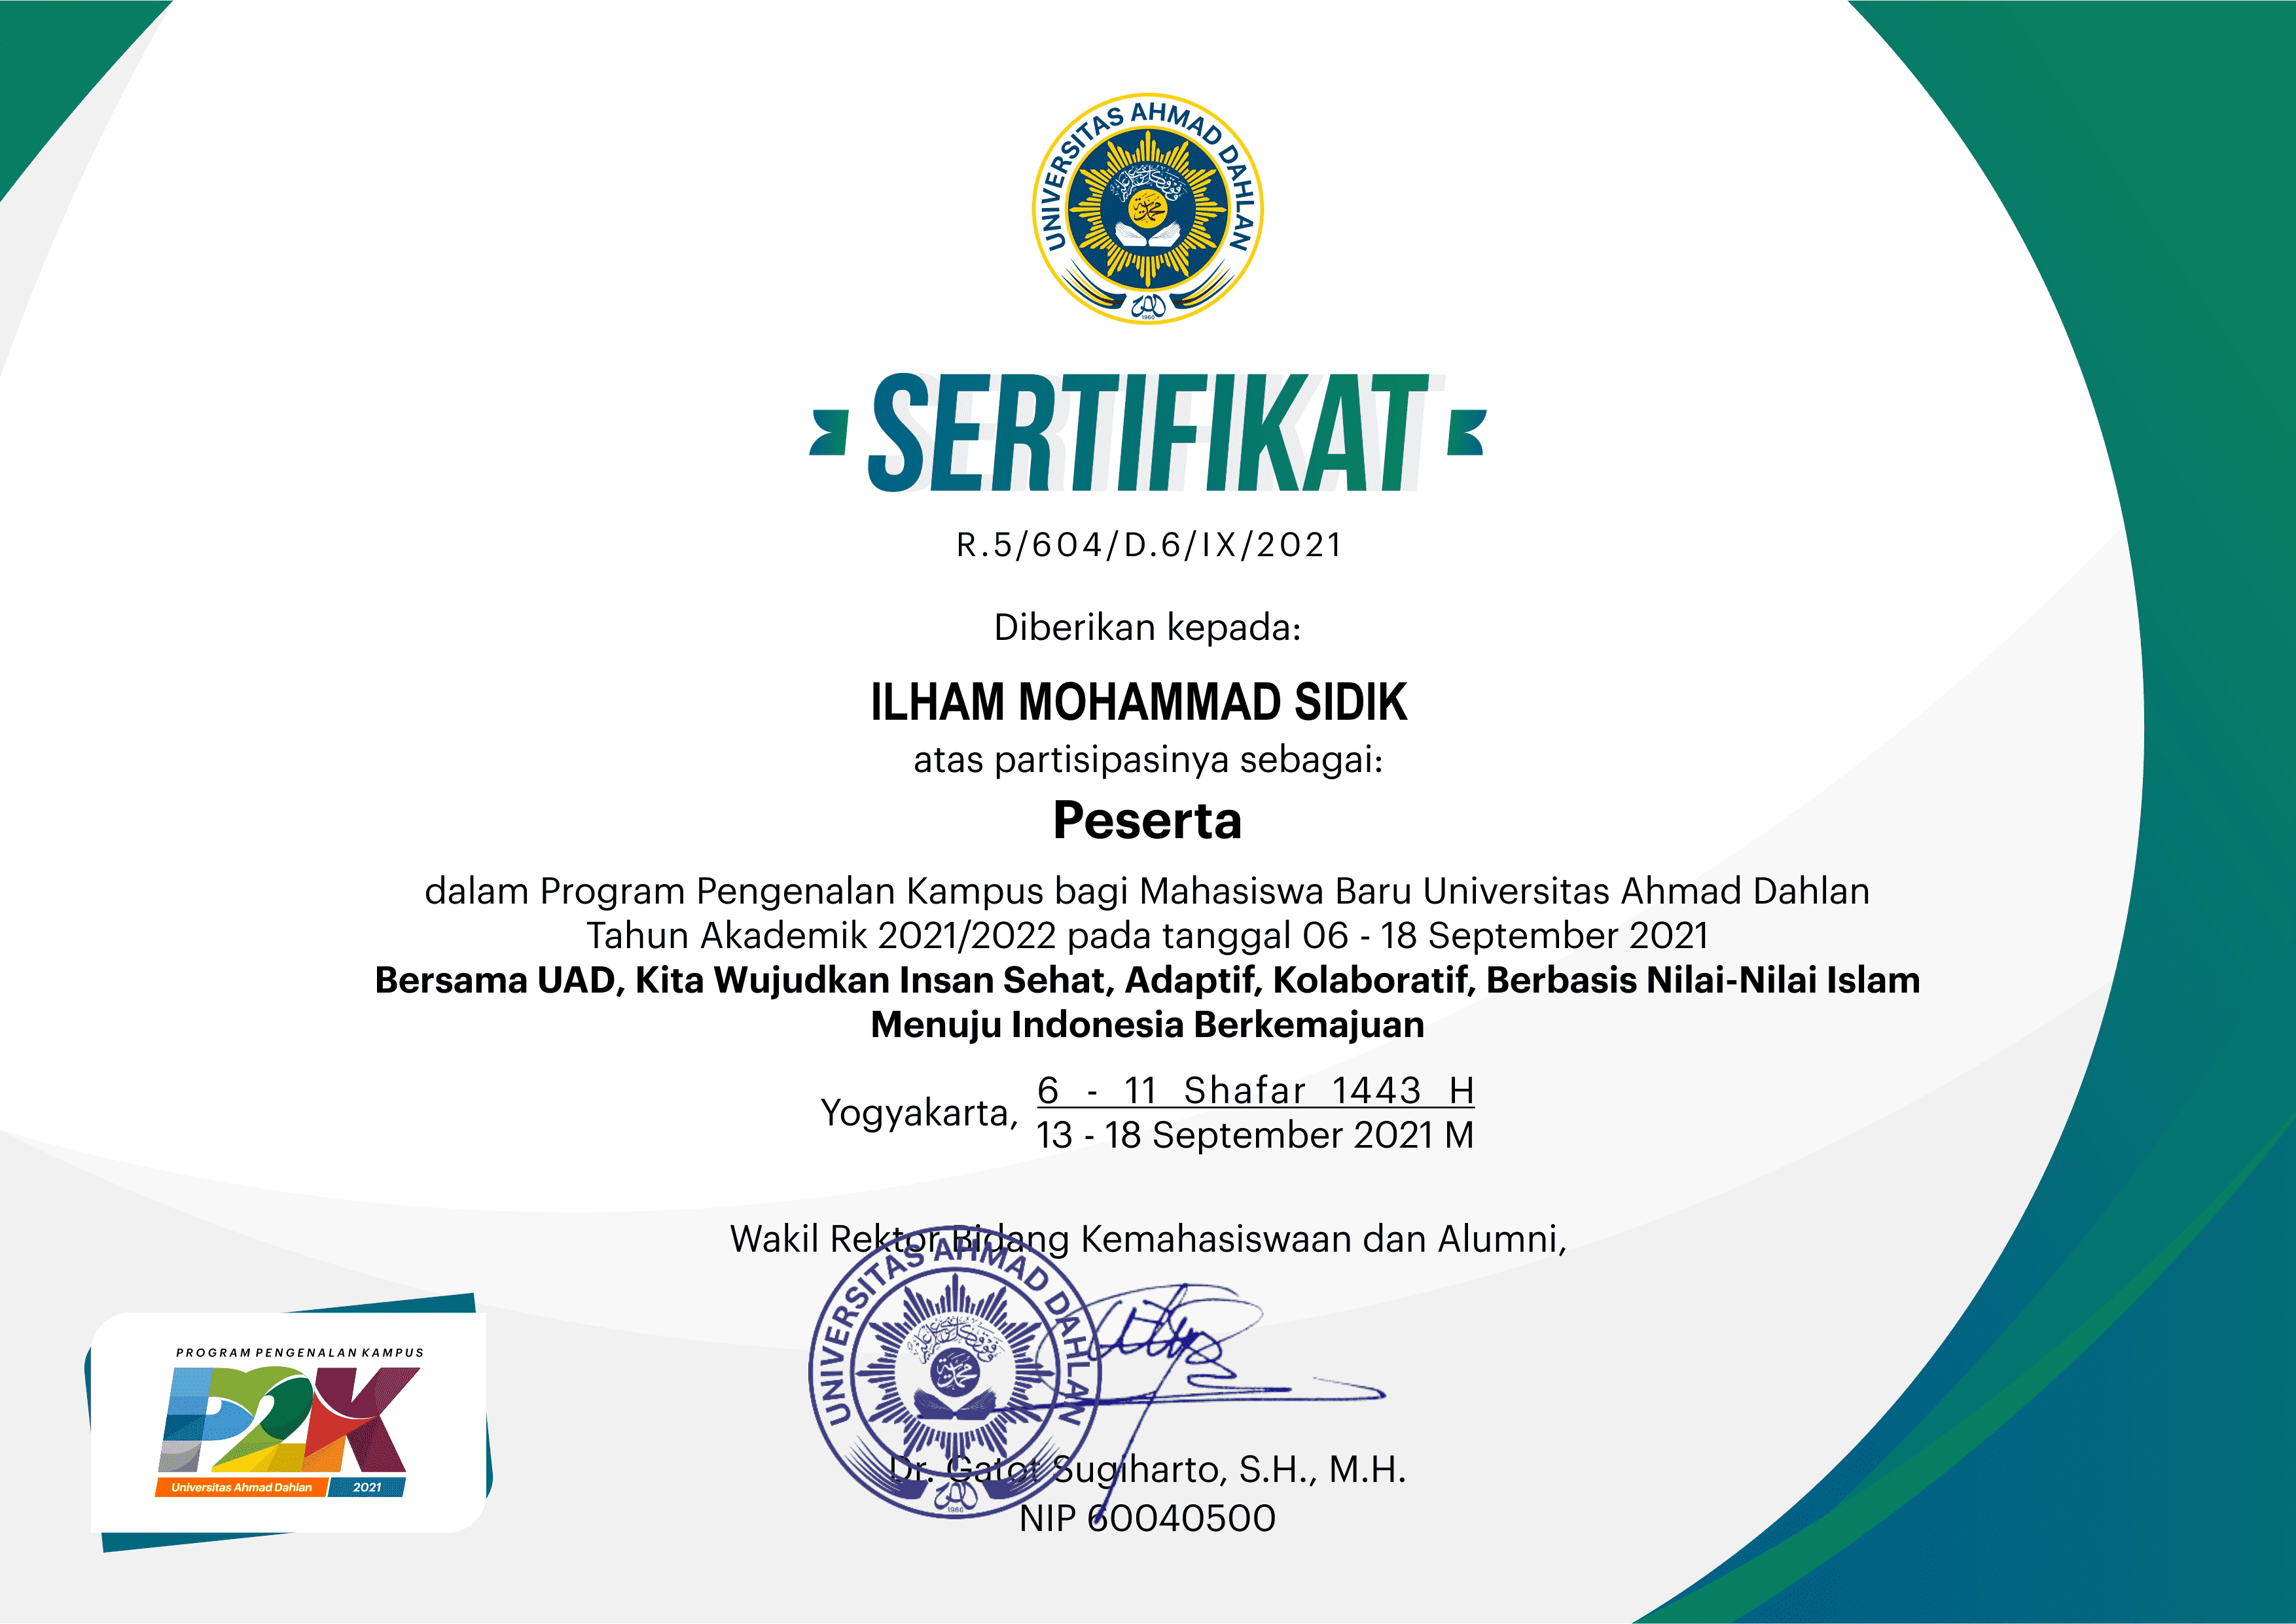 UNIVERSITAS AHMAD DAHLAN
1960
SERTIFIKAT
R.5/604/D.6/IX/2021
Diberikan kepada:
ILHAM MOHAMMAD SIDIK
atas partisipasinya sebagai:
Peserta
dalam Program Pengenalan Kampus bagi Mahasiswa Baru Universitas Ahmad Dahlan
Tahun Akademik 2021/2022 pada tanggal 06 - 18 September 2021
Bersama UAD, Kita Wujudkan Insan Sehat, Adaptif, Kolaboratif, Berbasis Nilai-Nilai Islam
Menuju Indonesia Berkemajuan
Yogyakarta,
6 - 11 Shafar 1443 H
13 - 18 September 2021 M
Wakil Rektor Bidang Kemahasiswaan dan Alumni,
UNIVERSITAS AHMAD DAHLAN
1960
Dr. Gatot Sugiharto, S.H., M.H.
NIP 60040500
PROGRAM PENGENALAN KAMPUS
P2K
Universitas Ahmad Dahlan 2021